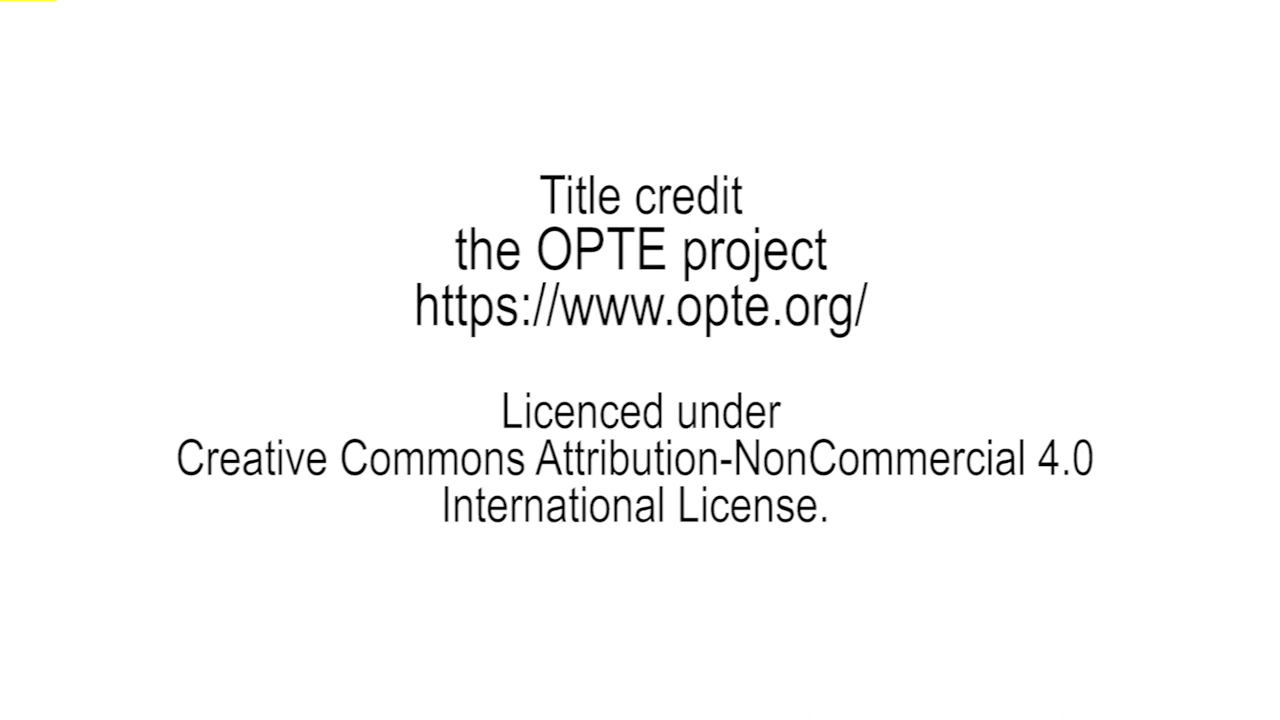 Title credit
the OPTE project
https://www.opte.org/
Licenced under
Creative Commons Attribution-NonCommercial 4.0
International License.